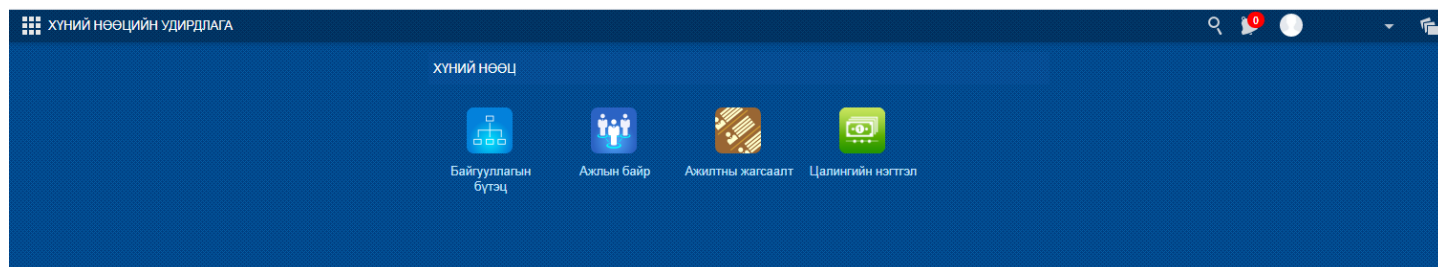 ХҮНИЙ НӨӨЦИЙН УДИРДЛАГА
0
ХҮНИЙ НӨӨЦ
Байгууллагын
бүтэц
Ажлын байр
Ажилтны жагсаалт
Цалингийн нэгтгэл